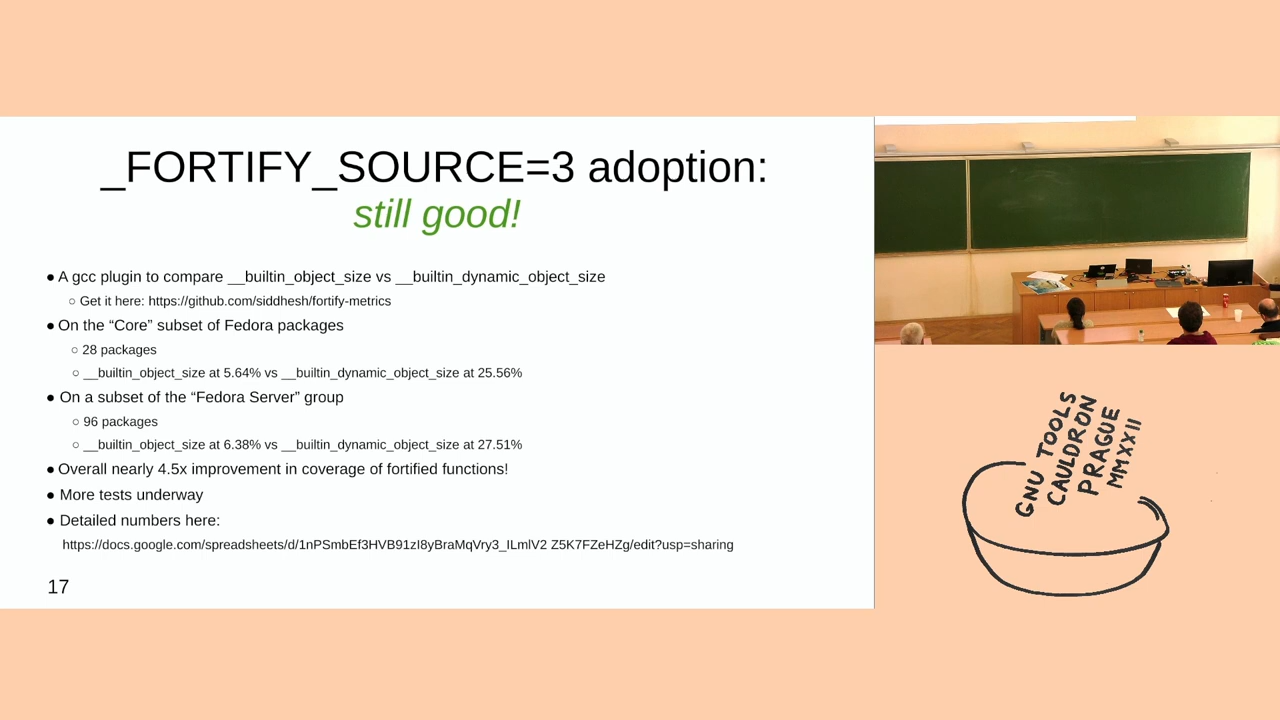 _FORTIFY_SOURCE=3 adoption:
still good!
● A gcc plugin to compare __builtin_object_size vs __builtin_dynamic_object_size
○ Get it here: https://github.com/siddhesh/fortify-metrics
● On the “Core” subset of Fedora packages
○ 28 packages
○ __builtin_object_size at 5.64% vs __builtin_dynamic_object_size at 25.56%
● On a subset of the “Fedora Server” group
○ 96 packages
○ __builtin_object_size at 6.38% vs __builtin_dynamic_object_size at 27.51%
● Overall nearly 4.5x improvement in coverage of fortified functions!
● More tests underway
● Detailed numbers here:
https://docs.google.com/spreadsheets/d/1nPSmbEf3HVB91zI8yBraMqVry3_ILmlV2 Z5K7FZeHZg/edit?usp=sharing
17
GNU TOOLS
CAULDRON
PRAGUE
MMXXII